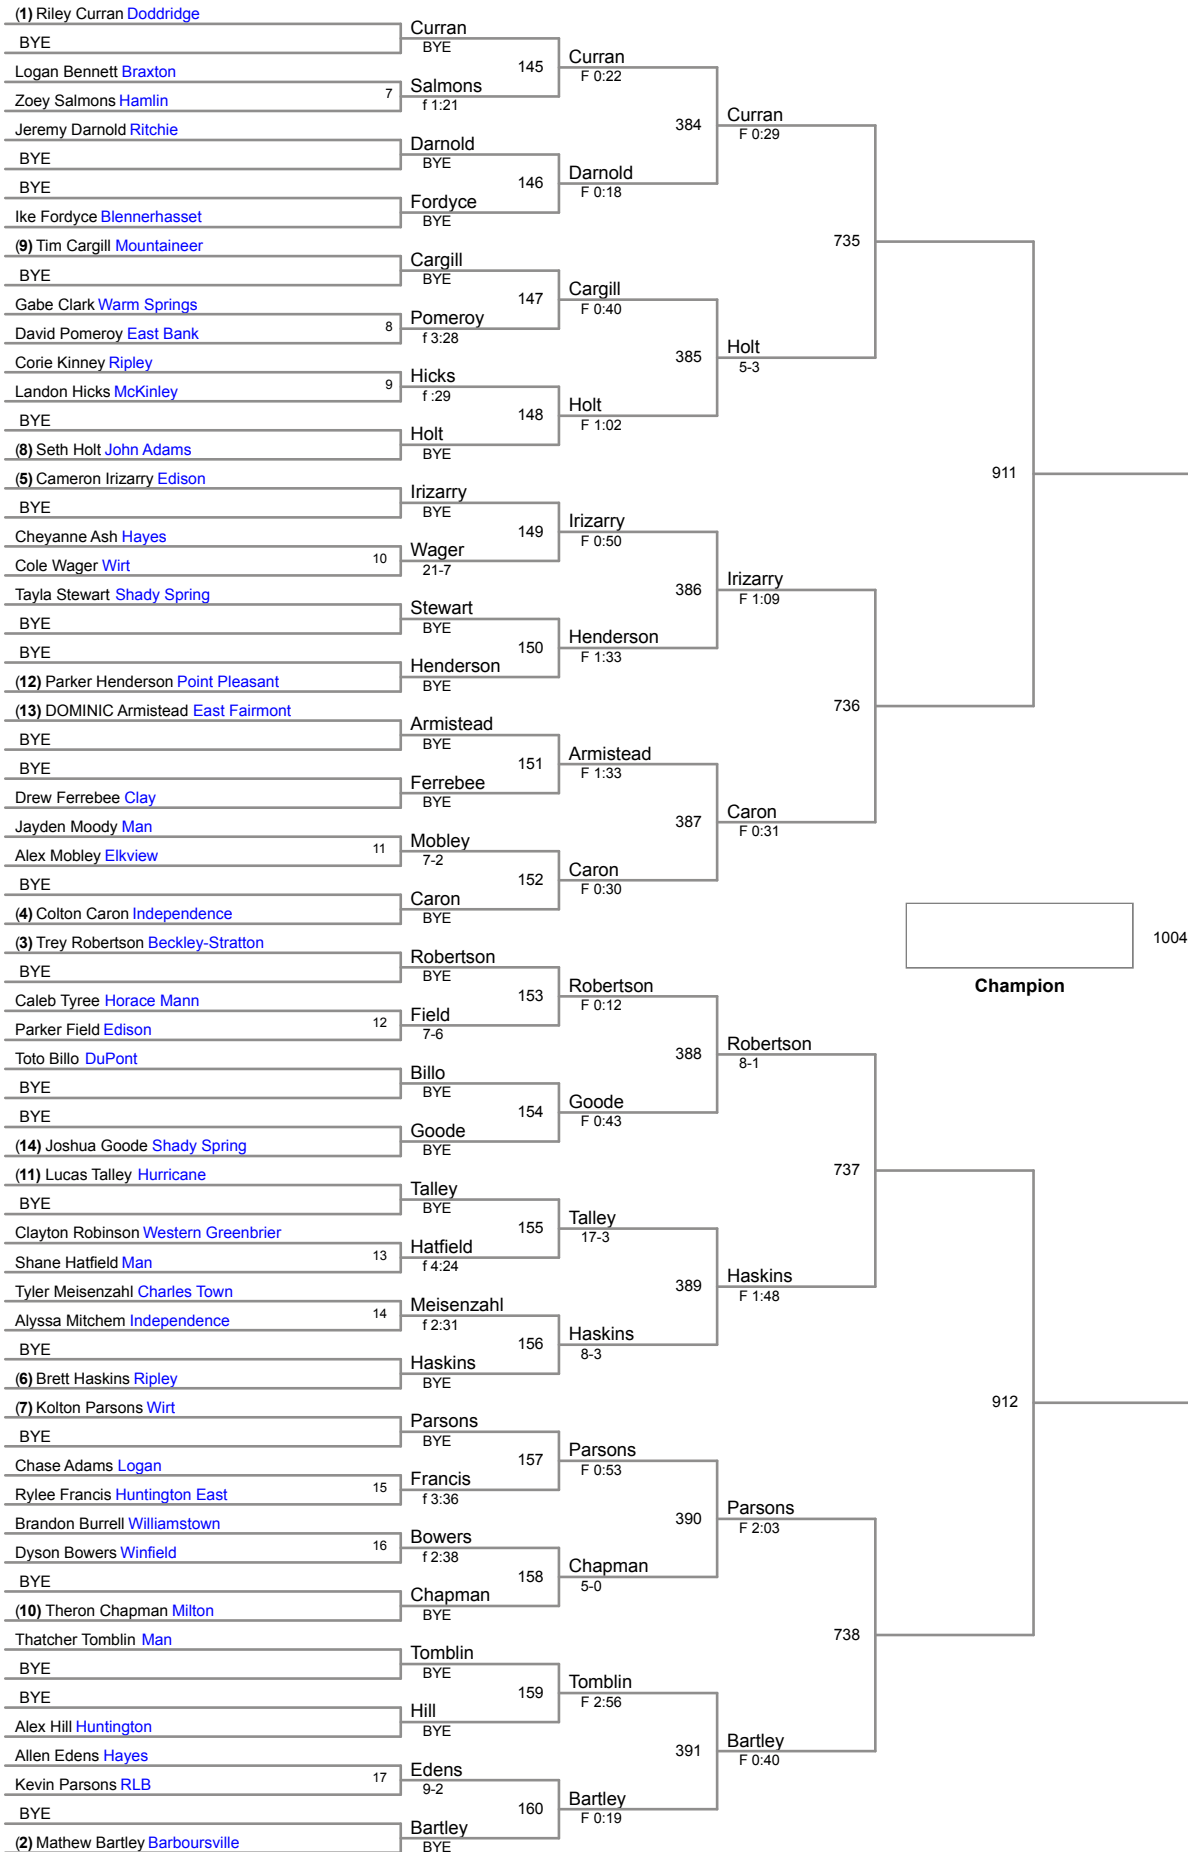 (1) Riley Curran Doddridge
BYE
Logan Bennett Braxton
Zoey Salmons Hamlin
Jeremy Darnold Ritchie
BYE
BYE
Ike Fordyce Blennerhasset
(9) Tim Cargill Mountaineer
BYE
Gabe Clark Warm Springs
David Pomeroy East Bank
Corie Kinney Ripley
Landon Hicks McKinley
BYE
(8) Seth Holt John Adams
(5) Cameron Irizarry Edison
BYE
Cheyanne Ash Hayes
Cole Wager Wirt
Tayla Stewart Shady Spring
BYE
BYE
(12) Parker Henderson Point Pleasant
(13) DOMINIC Armistead East Fairmont
BYE
BYE
Drew Ferrebee Clay
Jayden Moody Man
Alex Mobley Elkview
BYE
(4) Colton Caron Independence
(3) Trey Robertson Beckley-Stratton
BYE
Caleb Tyree Horace Mann
Parker Field Edison
Toto Billo DuPont
BYE
BYE
(14) Joshua Goode Shady Spring
(11) Lucas Talley Hurricane
BYE
Clayton Robinson Western Greenbrier
Shane Hatfield Man
Tyler Meisenzahl Charles Town
Alyssa Mitchem Independence
BYE
(6) Brett Haskins Ripley
(7) Kolton Parsons Wirt
BYE
Chase Adams Logan
Rylee Francis Huntington East
Brandon Burrell Williamstown
Dyson Bowers Winfield
BYE
(10) Theron Chapman Milton
Thatcher Tomblin Man
BYE
BYE
Alex Hill Huntington
Allen Edens Hayes
Kevin Parsons RLB
BYE
(2) Mathew Bartley Barboursville
7
8
9
10
11
12
13
14
15
16
17
Curran
BYE
Salmons
f 1:21
Darnold
BYE
Fordyce
BYE
Cargill
BYE
Pomeroy
f 3:28
Hicks
f :29
Holt
BYE
Irizarry
BYE
Wager
21-7
Stewart
BYE
Henderson
BYE
Armistead
BYE
Ferrebee
BYE
Mobley
7-2
Caron
BYE
Robertson
BYE
Field
7-6
Billo
BYE
Goode
BYE
Talley
BYE
Hatfield
f 4:24
Meisenzahl
f 2:31
Haskins
BYE
Parsons
BYE
Francis
f 3:36
Bowers
f 2:38
Chapman
BYE
Tomblin
BYE
Hill
BYE
Edens
9-2
Bartley
BYE
145
146
147
148
149
150
151
152
153
154
155
156
157
158
159
160
Curran
F 0:22
Darnold
F 0:18
Cargill
F 0:40
Holt
F 1:02
Irizarry
F 0:50
Henderson
F 1:33
Armistead
F 1:33
Caron
F 0:30
Robertson
F 0:12
Goode
F 0:43
Talley
17-3
Haskins
8-3
Parsons
F 0:53
Chapman
5-0
Tomblin
F 2:56
Bartley
F 0:19
384
385
386
387
388
389
390
391
Curran
F 0:29
Holt
5-3
Irizarry
F 1:09
Caron
F 0:31
Robertson
8-1
Haskins
F 1:48
Parsons
F 2:03
Bartley
F 0:40
735
736
737
738
911
912
1004
Champion